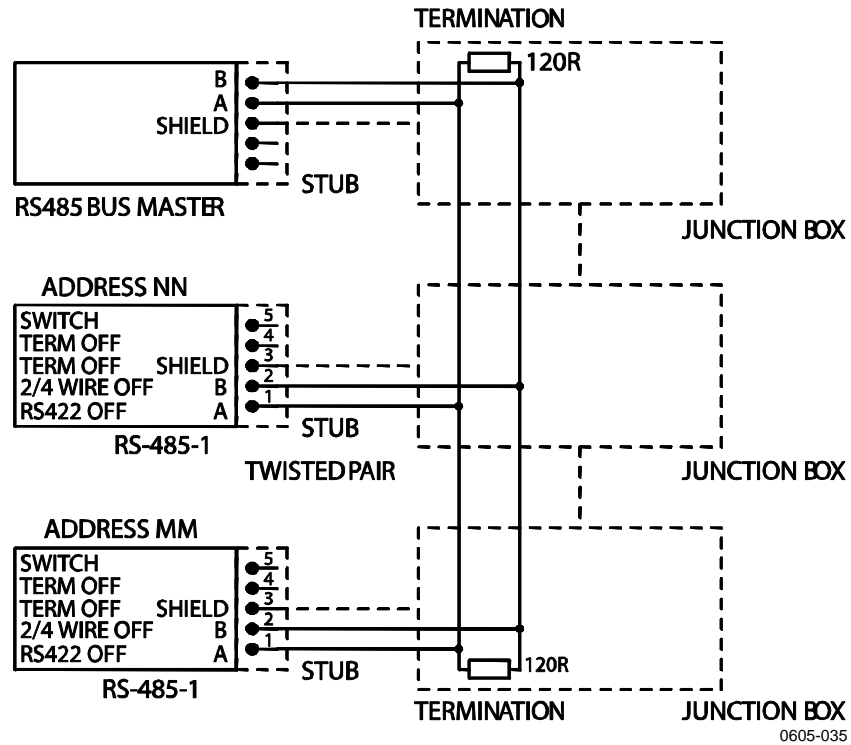 TERMINATION
120R
B
A
SHIELD
STUB
RS485 BUS MASTER
JUNCTION BOX
ADDRESS NN
SWITCH
5
TERM OFF
4
TERM OFF SHIELD
3
2/4 WIRE OFF B
2
RS422 OFF A
1
STUB
RS-485-1
TWISTED PAIR
JUNCTION BOX
ADDRESS MM
SWITCH
5
TERM OFF
4
TERM OFF SHIELD
3
2/4 WIRE OFF B
2
RS422 OFF A
1
120R
STUB
RS-485-1
TERMINATION
JUNCTION BOX
0605-035